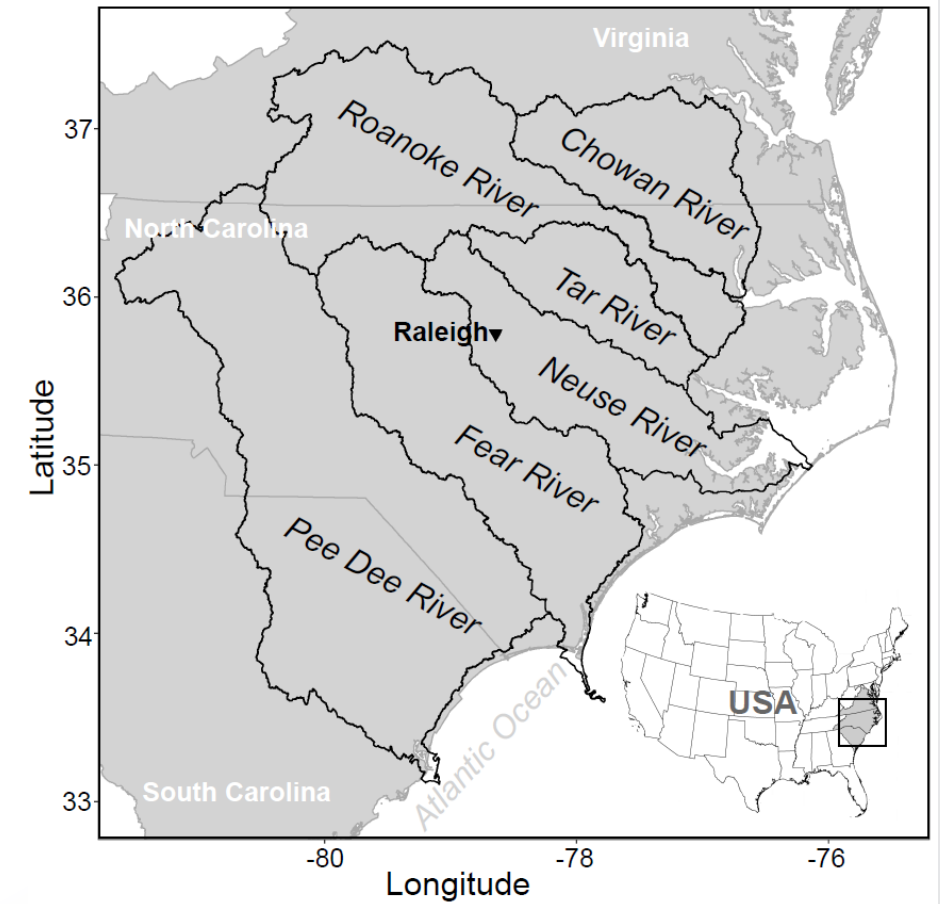 Virginia
37
Roanoke River
Chowan River
North Carolina
36
Tar River
Raleigh
Neuse River
Latitude
35
Fear River
Pee Dee River
34
USA
Atlantic Ocean
South Carolina
33
-80
-78
-76
Longitude